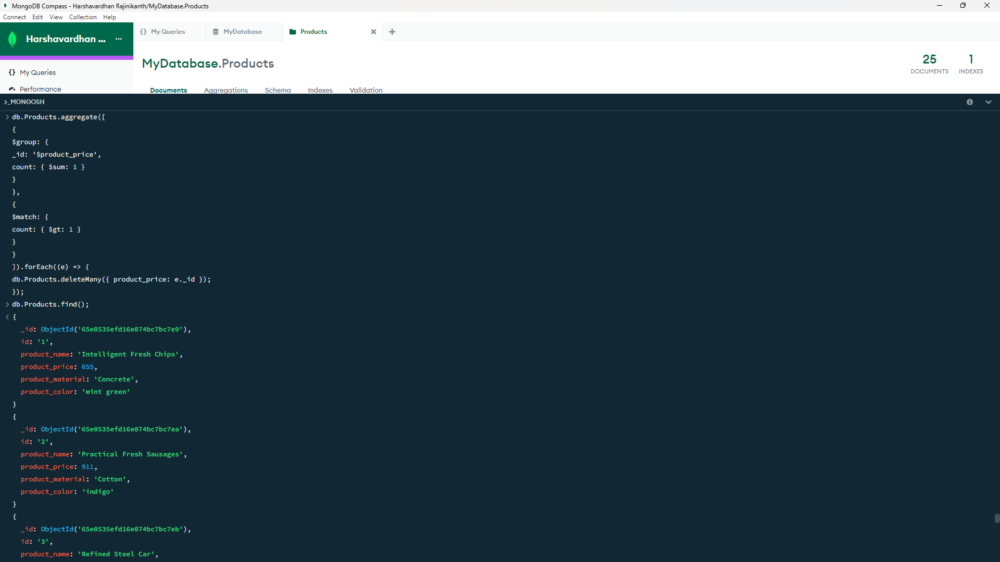 MongoDB Compass - Harshavardhan Rajinikanth/MyDatabase.Products
Connect Edit View Collection Help
Harshavardhan ... ···
{} My Queries
MyDatabase
Products
MyDatabase.Products
25
DOCUMENTS
1
INDEXES
{} My Queries
Performance
Documents Aggregations Schema Indexes Validation
>_MONGOSH
> db.Products.aggregate([
{
$group: {
_id: '$product_price',
count: { $sum: 1 }
}
},
{
$match: {
count: { $gt: 1 }
}
}
]).forEach((e) => {
db.Products.deleteMany({ product_price: e._id });
});
> db.Products.find();
< {
_id: ObjectId('65e0535efd16e074bc7bc7e9'),
id: '1',
product_name: 'Intelligent Fresh Chips',
product_price: 655,
product_material: 'Concrete',
product_color: 'mint green'
}
{
_id: ObjectId('65e0535efd16e074bc7bc7ea'),
id: '2',
product_name: 'Practical Fresh Sausages',
product_price: 911,
product_material: 'Cotton',
product_color: 'indigo'
}
{
_id: ObjectId('65e0535efd16e074bc7bc7eb'),
id: '3',
product_name: 'Refined Steel Car',